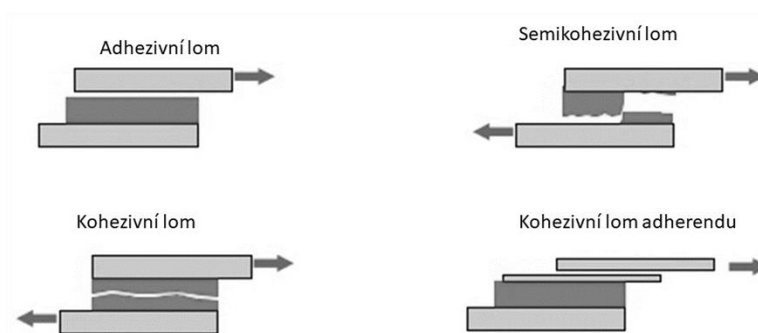 Adhezivní lom
Semikohezivní lom
Kohezivní lom
Kohezivní lom adherendu